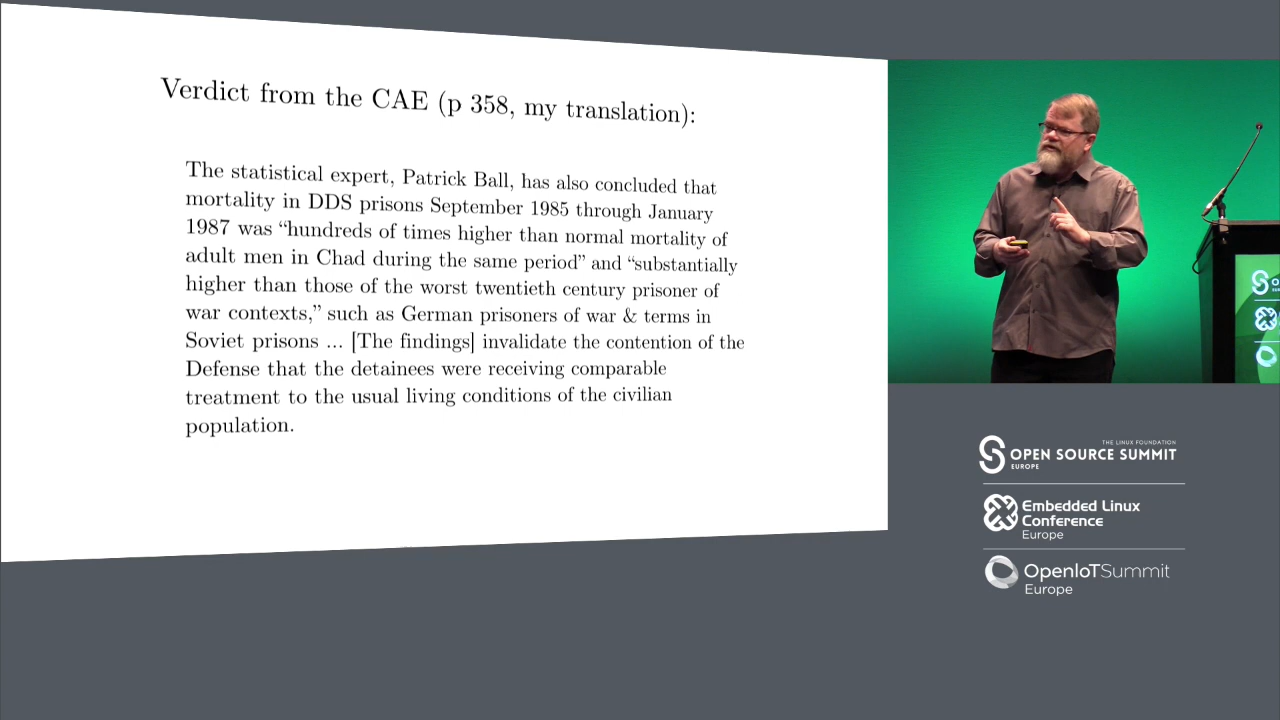 Verdict from the CAE (p 358, my translation):
The statistical expert, Patrick Ball, has also concluded that
mortality in DDS prisons September 1985 through January
1987 was “hundreds of times higher than normal mortality of
adult men in Chad during the same period” and “substantially
higher than those of the worst twentieth century prisoner of
war contexts,” such as German prisoners of war & terms in
Soviet prisons ... [The findings] invalidate the contention of the
Defense that the detainees were receiving comparable
treatment to the usual living conditions of the civilian
population.
THE LINUX FOUNDATION
OPEN SOURCE SUMMIT
EUROPE
Embedded Linux
Conference
Europe
OpenIoTSummit
Europe